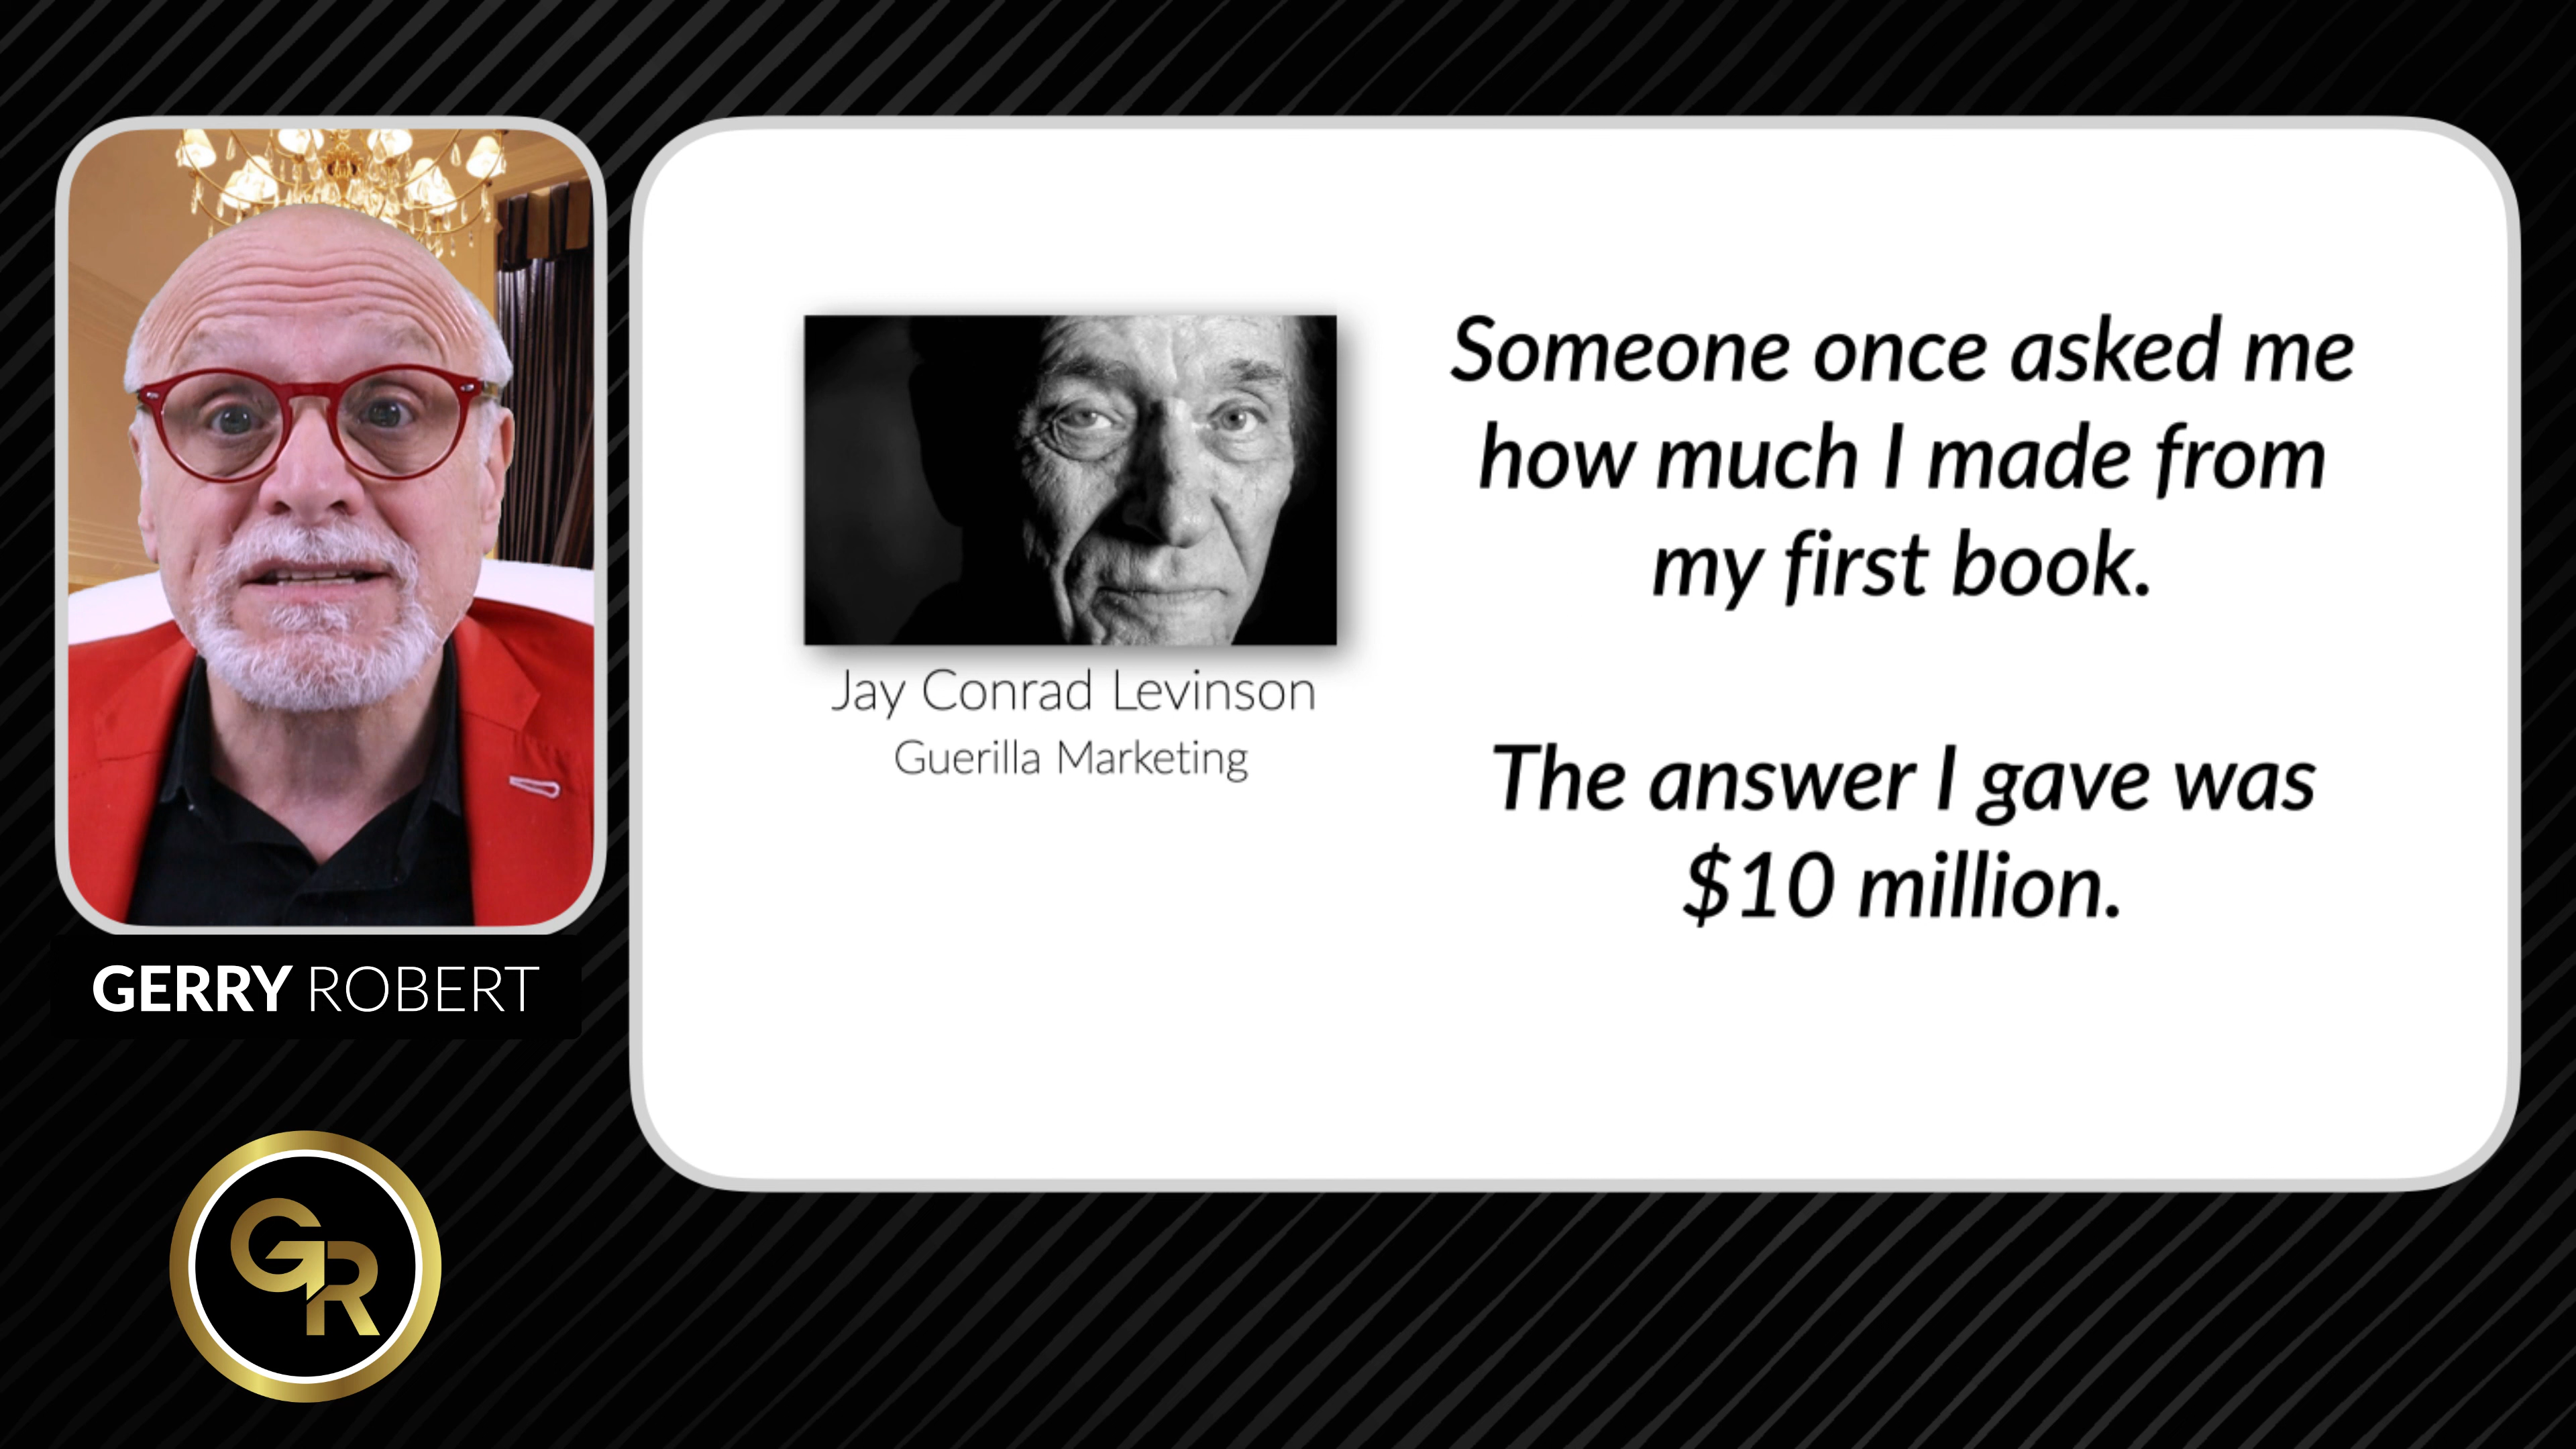 GERRY ROBERT
GR
Jay Conrad Levinson
Guerilla Marketing
Someone once asked me
how much I made from
my first book.
The answer I gave was
$10 million.